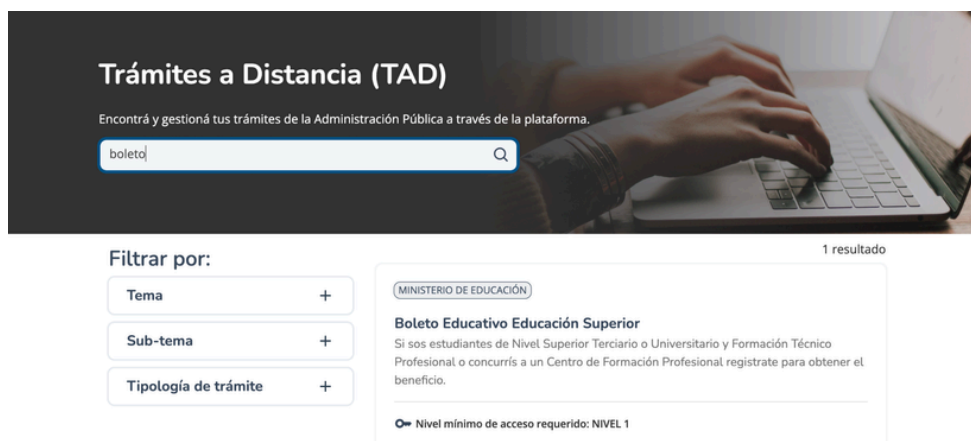 Trámites a Distancia (TAD)
Encontrá y gestioná tus trámites de la Administración Pública a través de la plataforma.
boleto
1 resultado
Filtrar por:
Tema +
Sub-tema +
Tipología de trámite +
MINISTERIO DE EDUCACIÓN
Boleto Educativo Educación Superior
Si sos estudiantes de Nivel Superior Terciario o Universitario y Formación Técnico
Profesional o concurrís a un Centro de Formación Profesional registrate para obtener el
beneficio.
Nivel mínimo de acceso requerido: NIVEL 1